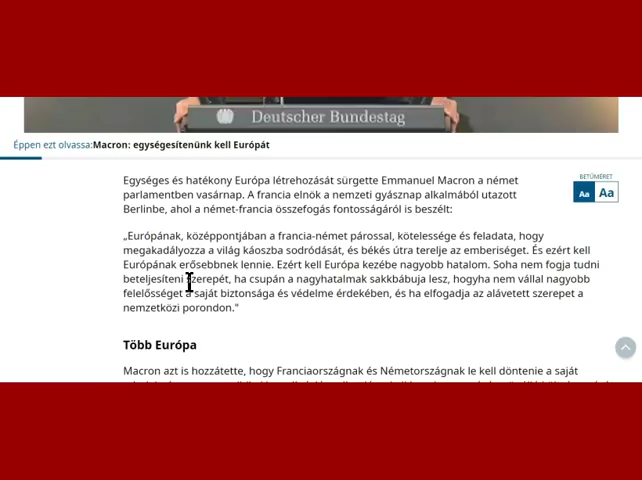 Deutscher Bundestag
Éppen ezt olvassa:Macron: egységesítenünk kell Európát
BETŰMÉRET
Aa Aa
Egységes és hatékony Európa létrehozását sürgette Emmanuel Macron a német
parlamentben vasárnap. A francia elnök a nemzeti gyásznap alkalmából utazott
Berlinbe, ahol a német-francia összefogás fontosságáról is beszélt:
„Európának, középpontjában a francia-német párossal, kötelessége és feladata, hogy
megakadályozza a világ káoszba sodródását, és békés útra terelje az emberiséget. És ezért kell
Európának erősebbnek lennie. Ezért kell Európa kezébe nagyobb hatalom. Soha nem fogja tudni
beteljesíteni szerepét, ha csupán a nagyhatalmak sakkbábuja lesz, hogyha nem vállal nagyobb
felelősséget a saját biztonsága és védelme érdekében, és ha elfogadja az alávetett szerepet a
nemzetközi porondon."
Több Európa
Macron azt is hozzátette, hogy Franciaországnak és Németországnak le kell döntenie a saját